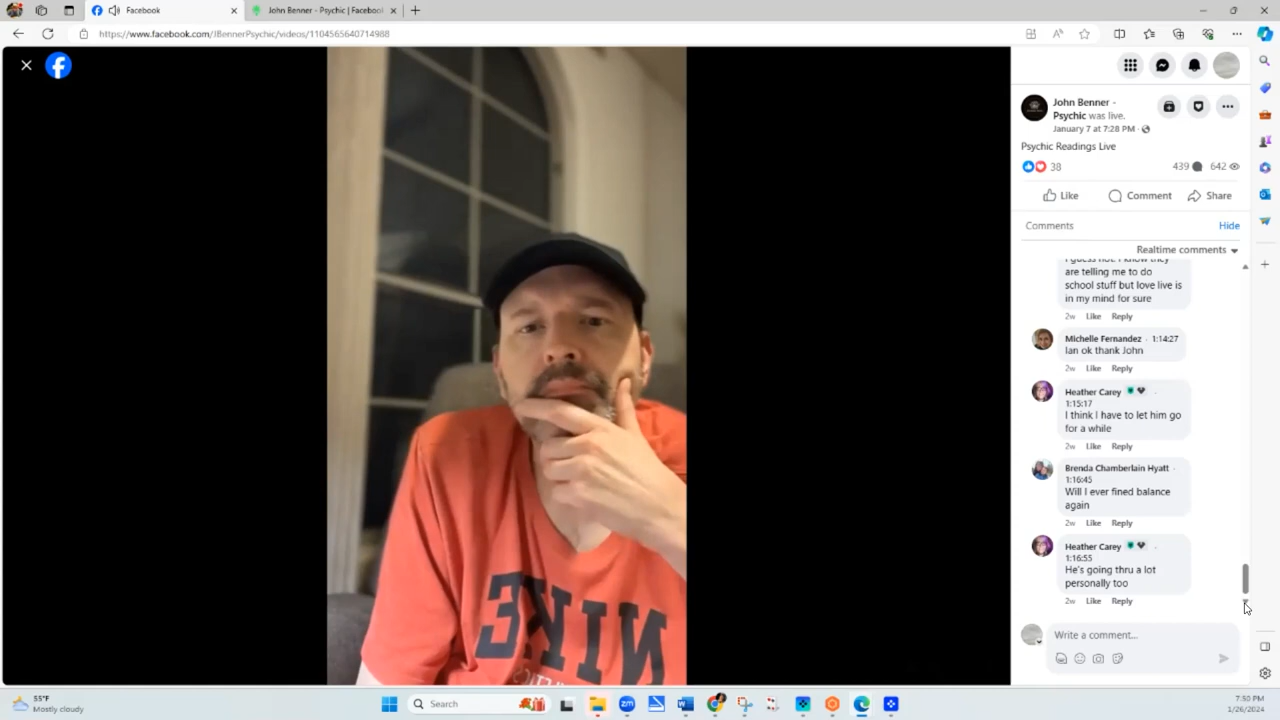 Facebook
John Benner - Psychic | Facebool
https://www.facebook.com/JBennerPsychic/videos/1104565640714988
John Benner -
Psychic was live.
January 7 at 7:28 PM ·
Psychic Readings Live
38
439
642
Like
Comment
Share
Comments
Hide
Realtime comments
I guess not. I know they
are telling me to do
school stuff but love live is
in my mind for sure
2w Like Reply
Michelle Fernandez · 1:14:27
Ian ok thank John
2w Like Reply
Heather Carey ·
1:15:17
I think I have to let him go
for a while
2w Like Reply
Brenda Chamberlain Hyatt ·
1:16:45
Will I ever fined balance
again
2w Like Reply
Heather Carey ·
1:16:55
He's going thru a lot
personally too
2w Like Reply
Write a comment...
NIKE
55°F
Mostly cloudy
Search
zm
7:50 PM
1/26/2024